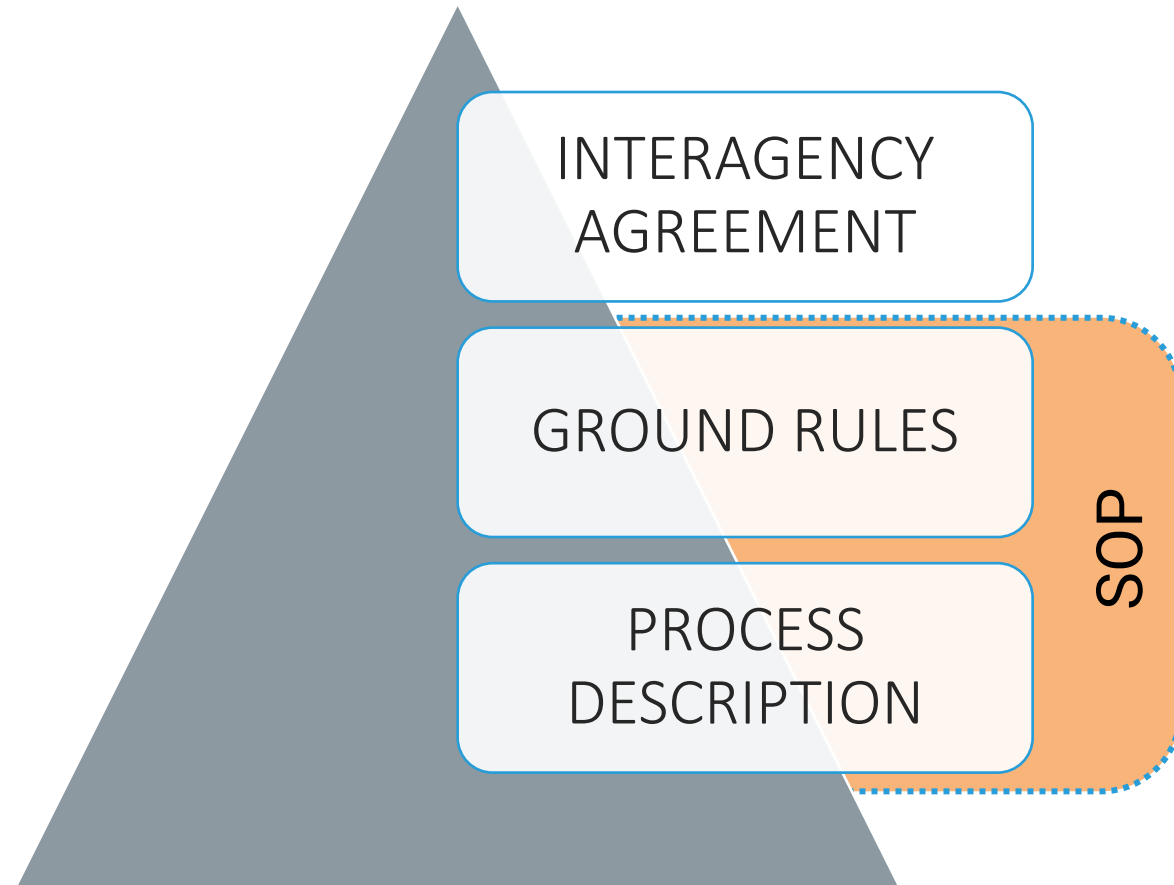 INTERAGENCY
AGREEMENT
GROUND RULES
PROCESS
DESCRIPTION
SOP